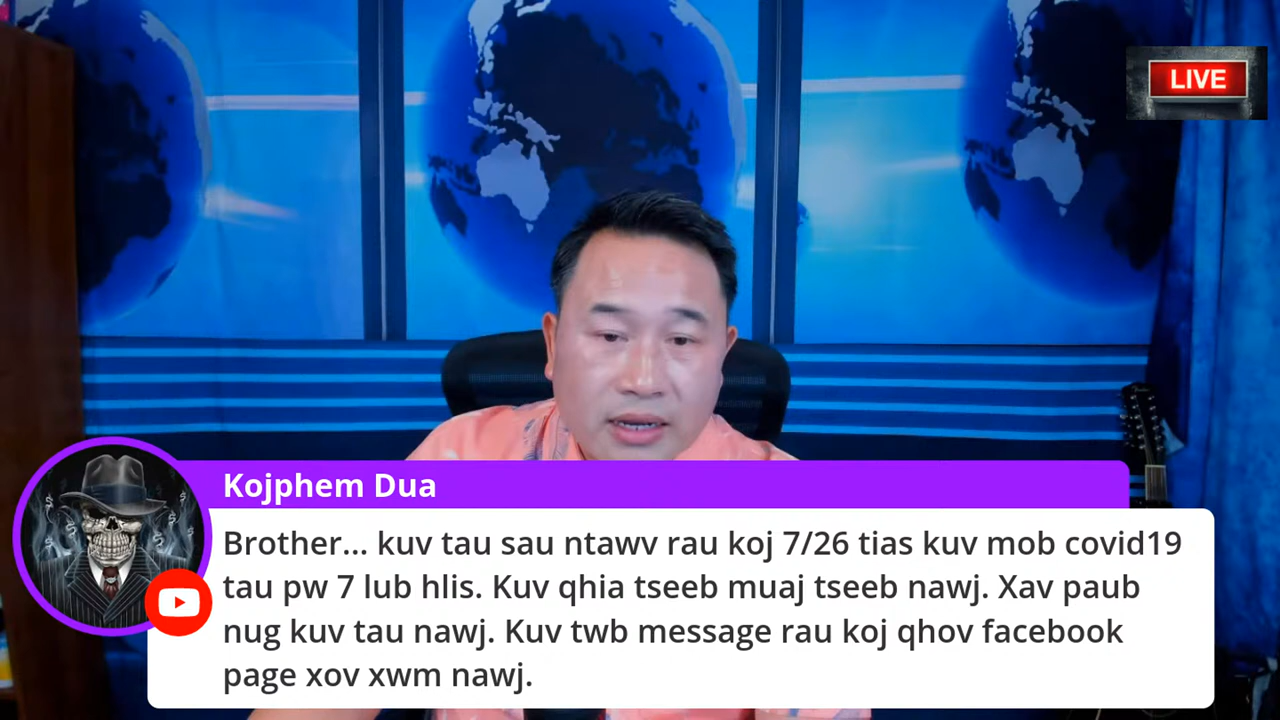 LIVE
Kojphem Dua
Brother... kuv tau sau ntawv rau koj 7/26 tias kuv mob covid19
tau pw 7 lub hlis. Kuv qhia tseeb muaj tseeb nawj. Xav paub
nug kuv tau nawj. Kuv twb message rau koj qhov facebook
page xov xwm nawj.